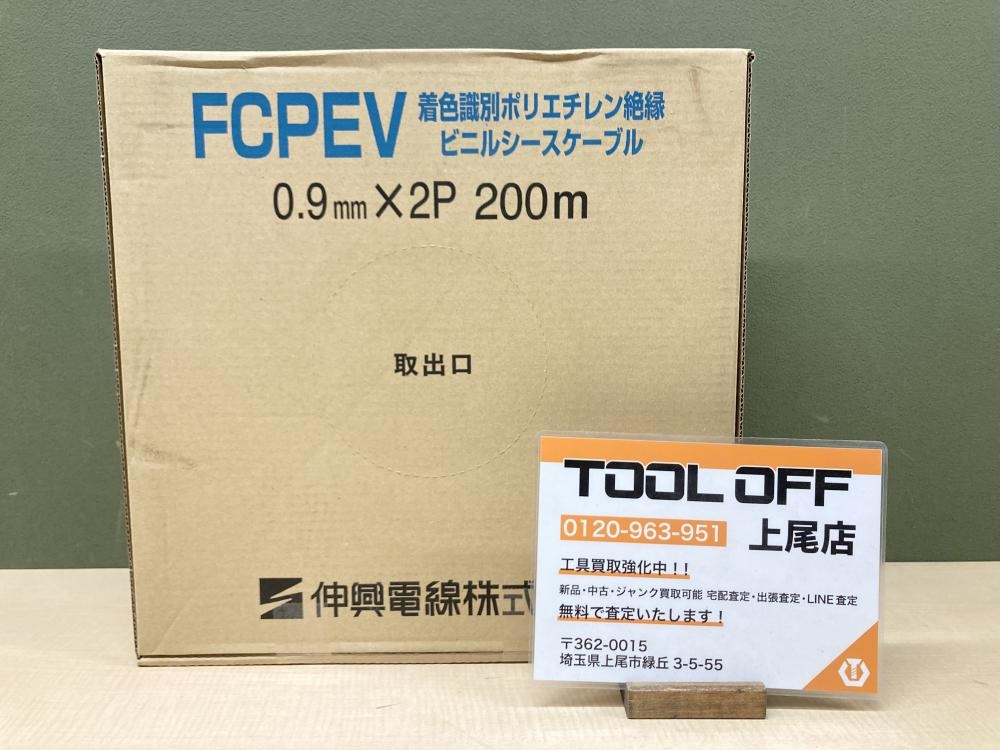 FCPEV 着色識別ポリエチレン絶縁
ビニルシースケーブル
0.9mm×2P 200m
取出口
伸興電線株式
TOOL OFF
0120-963-951 上尾店
工具買取強化中!!
新品・中古・ジャンク買取可能 宅配査定・出張査定・LINE査定
無料で査定いたします!
〒362-0015
埼玉県上尾市緑丘 3-5-55